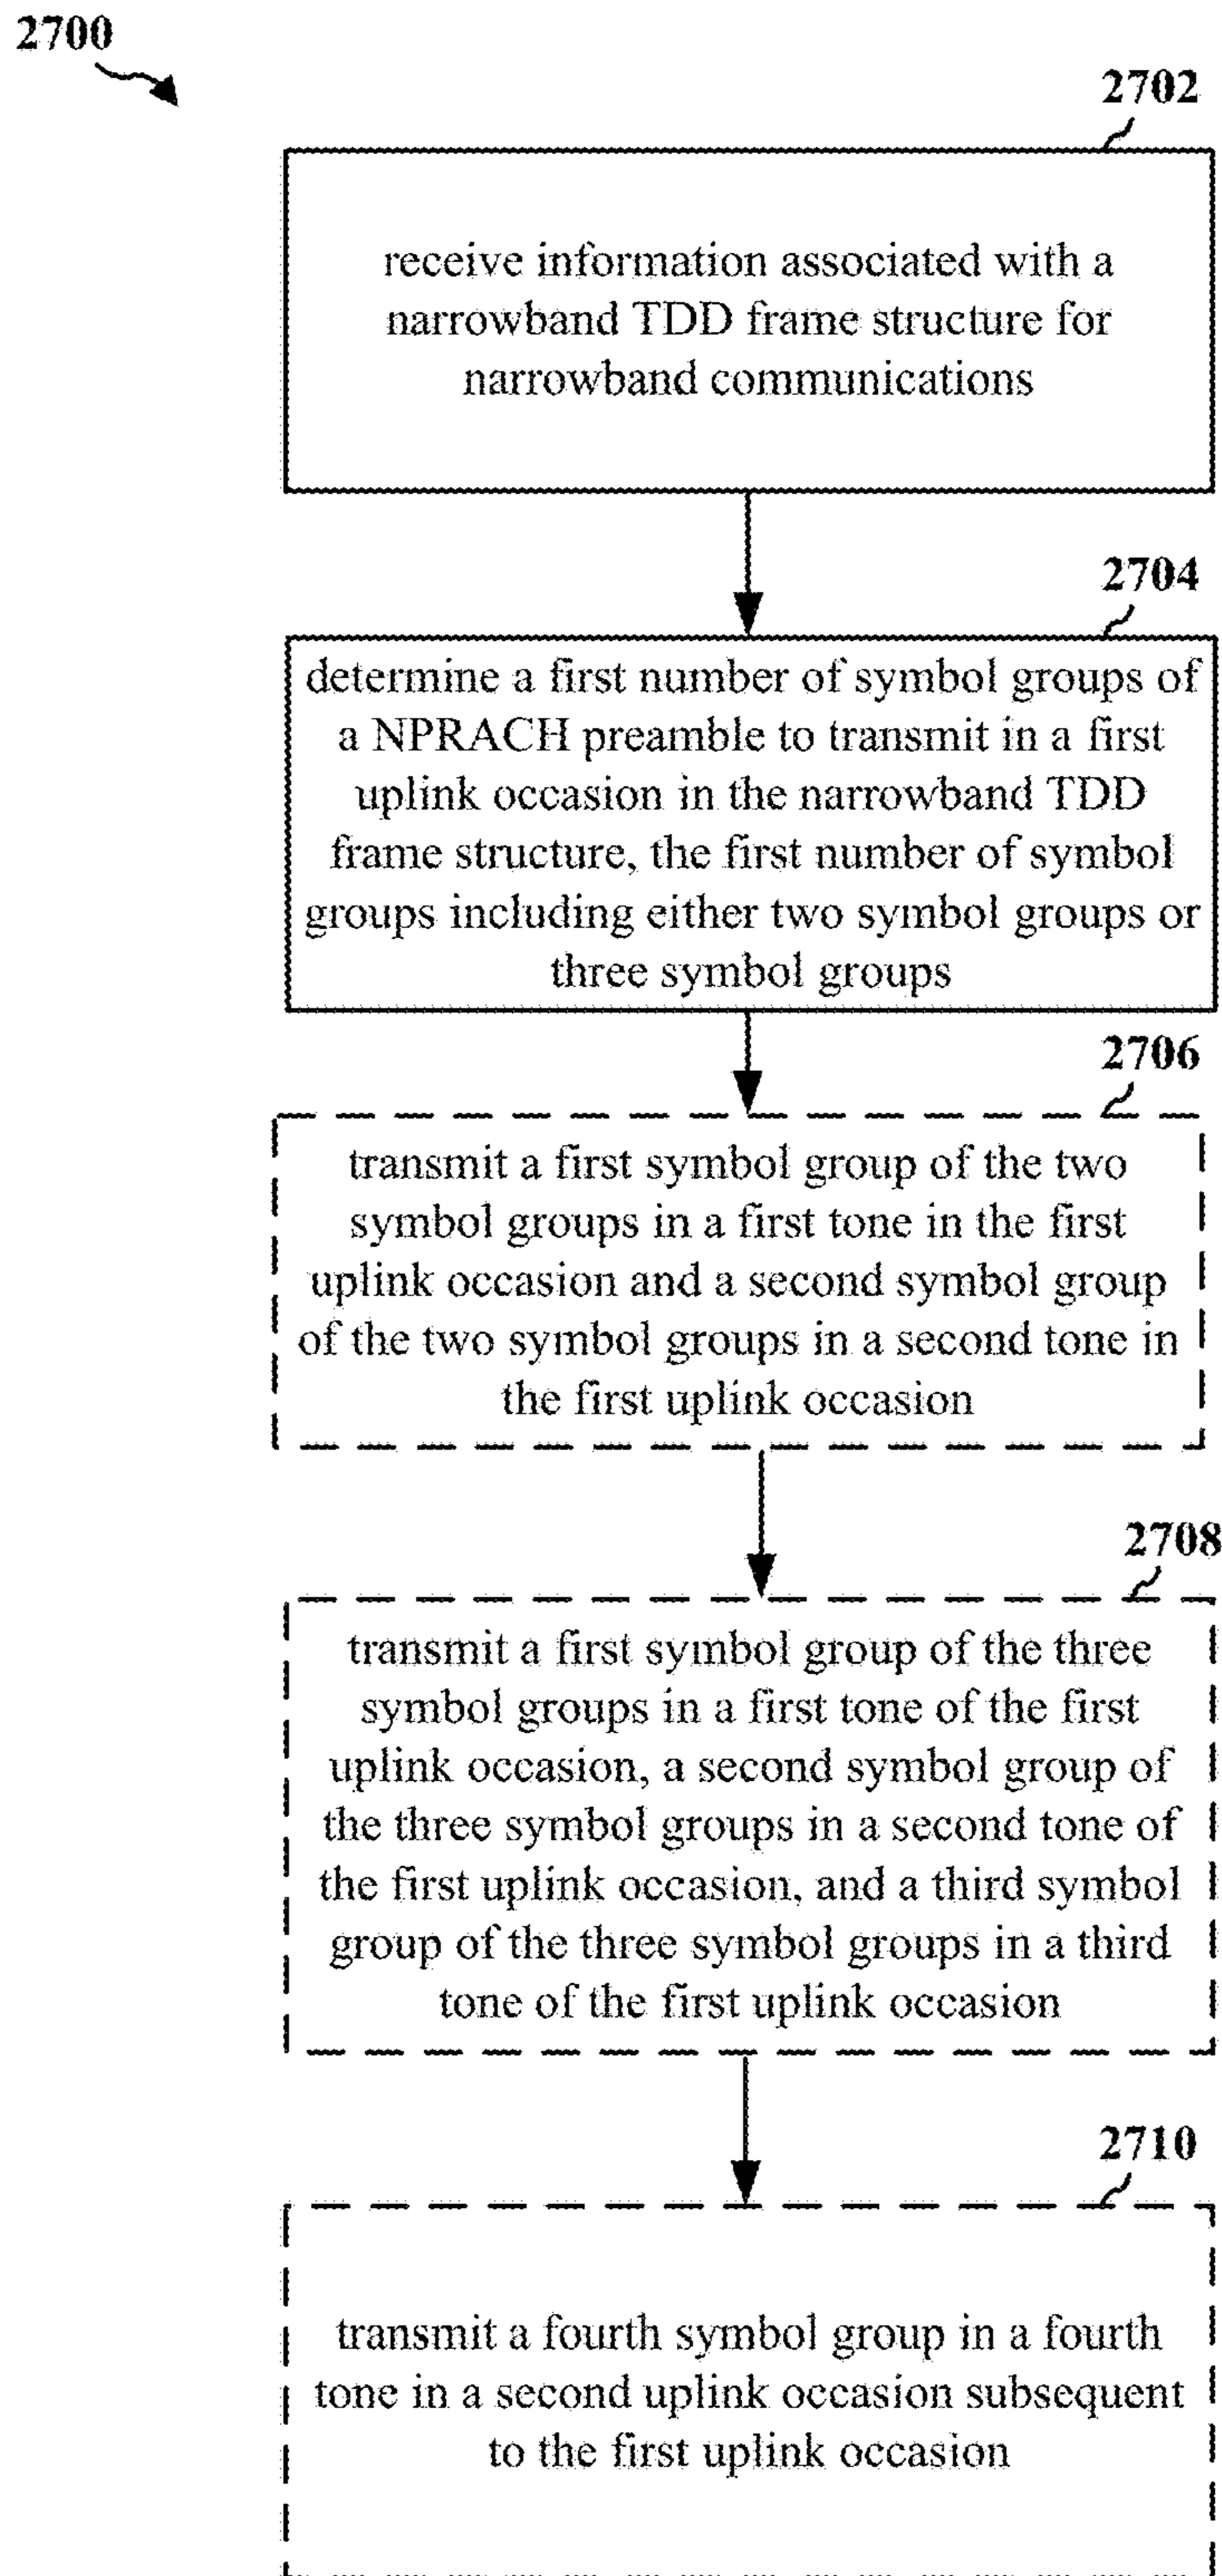 2700
2702
receive information associated with a
narrowband TDD frame structure for
narrowband communications
2704
determine a first number of symbol groups of
a NPRACH preamble to transmit in a first
uplink occasion in the narrowband TDD
frame structure, the first number of symbol
groups including either two symbol groups or
three symbol groups
2706
transmit a first symbol group of the two
symbol groups in a first tone in the first
uplink occasion and a second symbol group
of the two symbol groups in a second tone in
the first uplink occasion
2708
transmit a first symbol group of the three
symbol groups in a first tone of the first
uplink occasion, a second symbol group of
the three symbol groups in a second tone of
the first uplink occasion, and a third symbol
group of the three symbol groups in a third
tone of the first uplink occasion
2710
transmit a fourth symbol group in a fourth
tone in a second uplink occasion subsequent
to the first uplink occasion